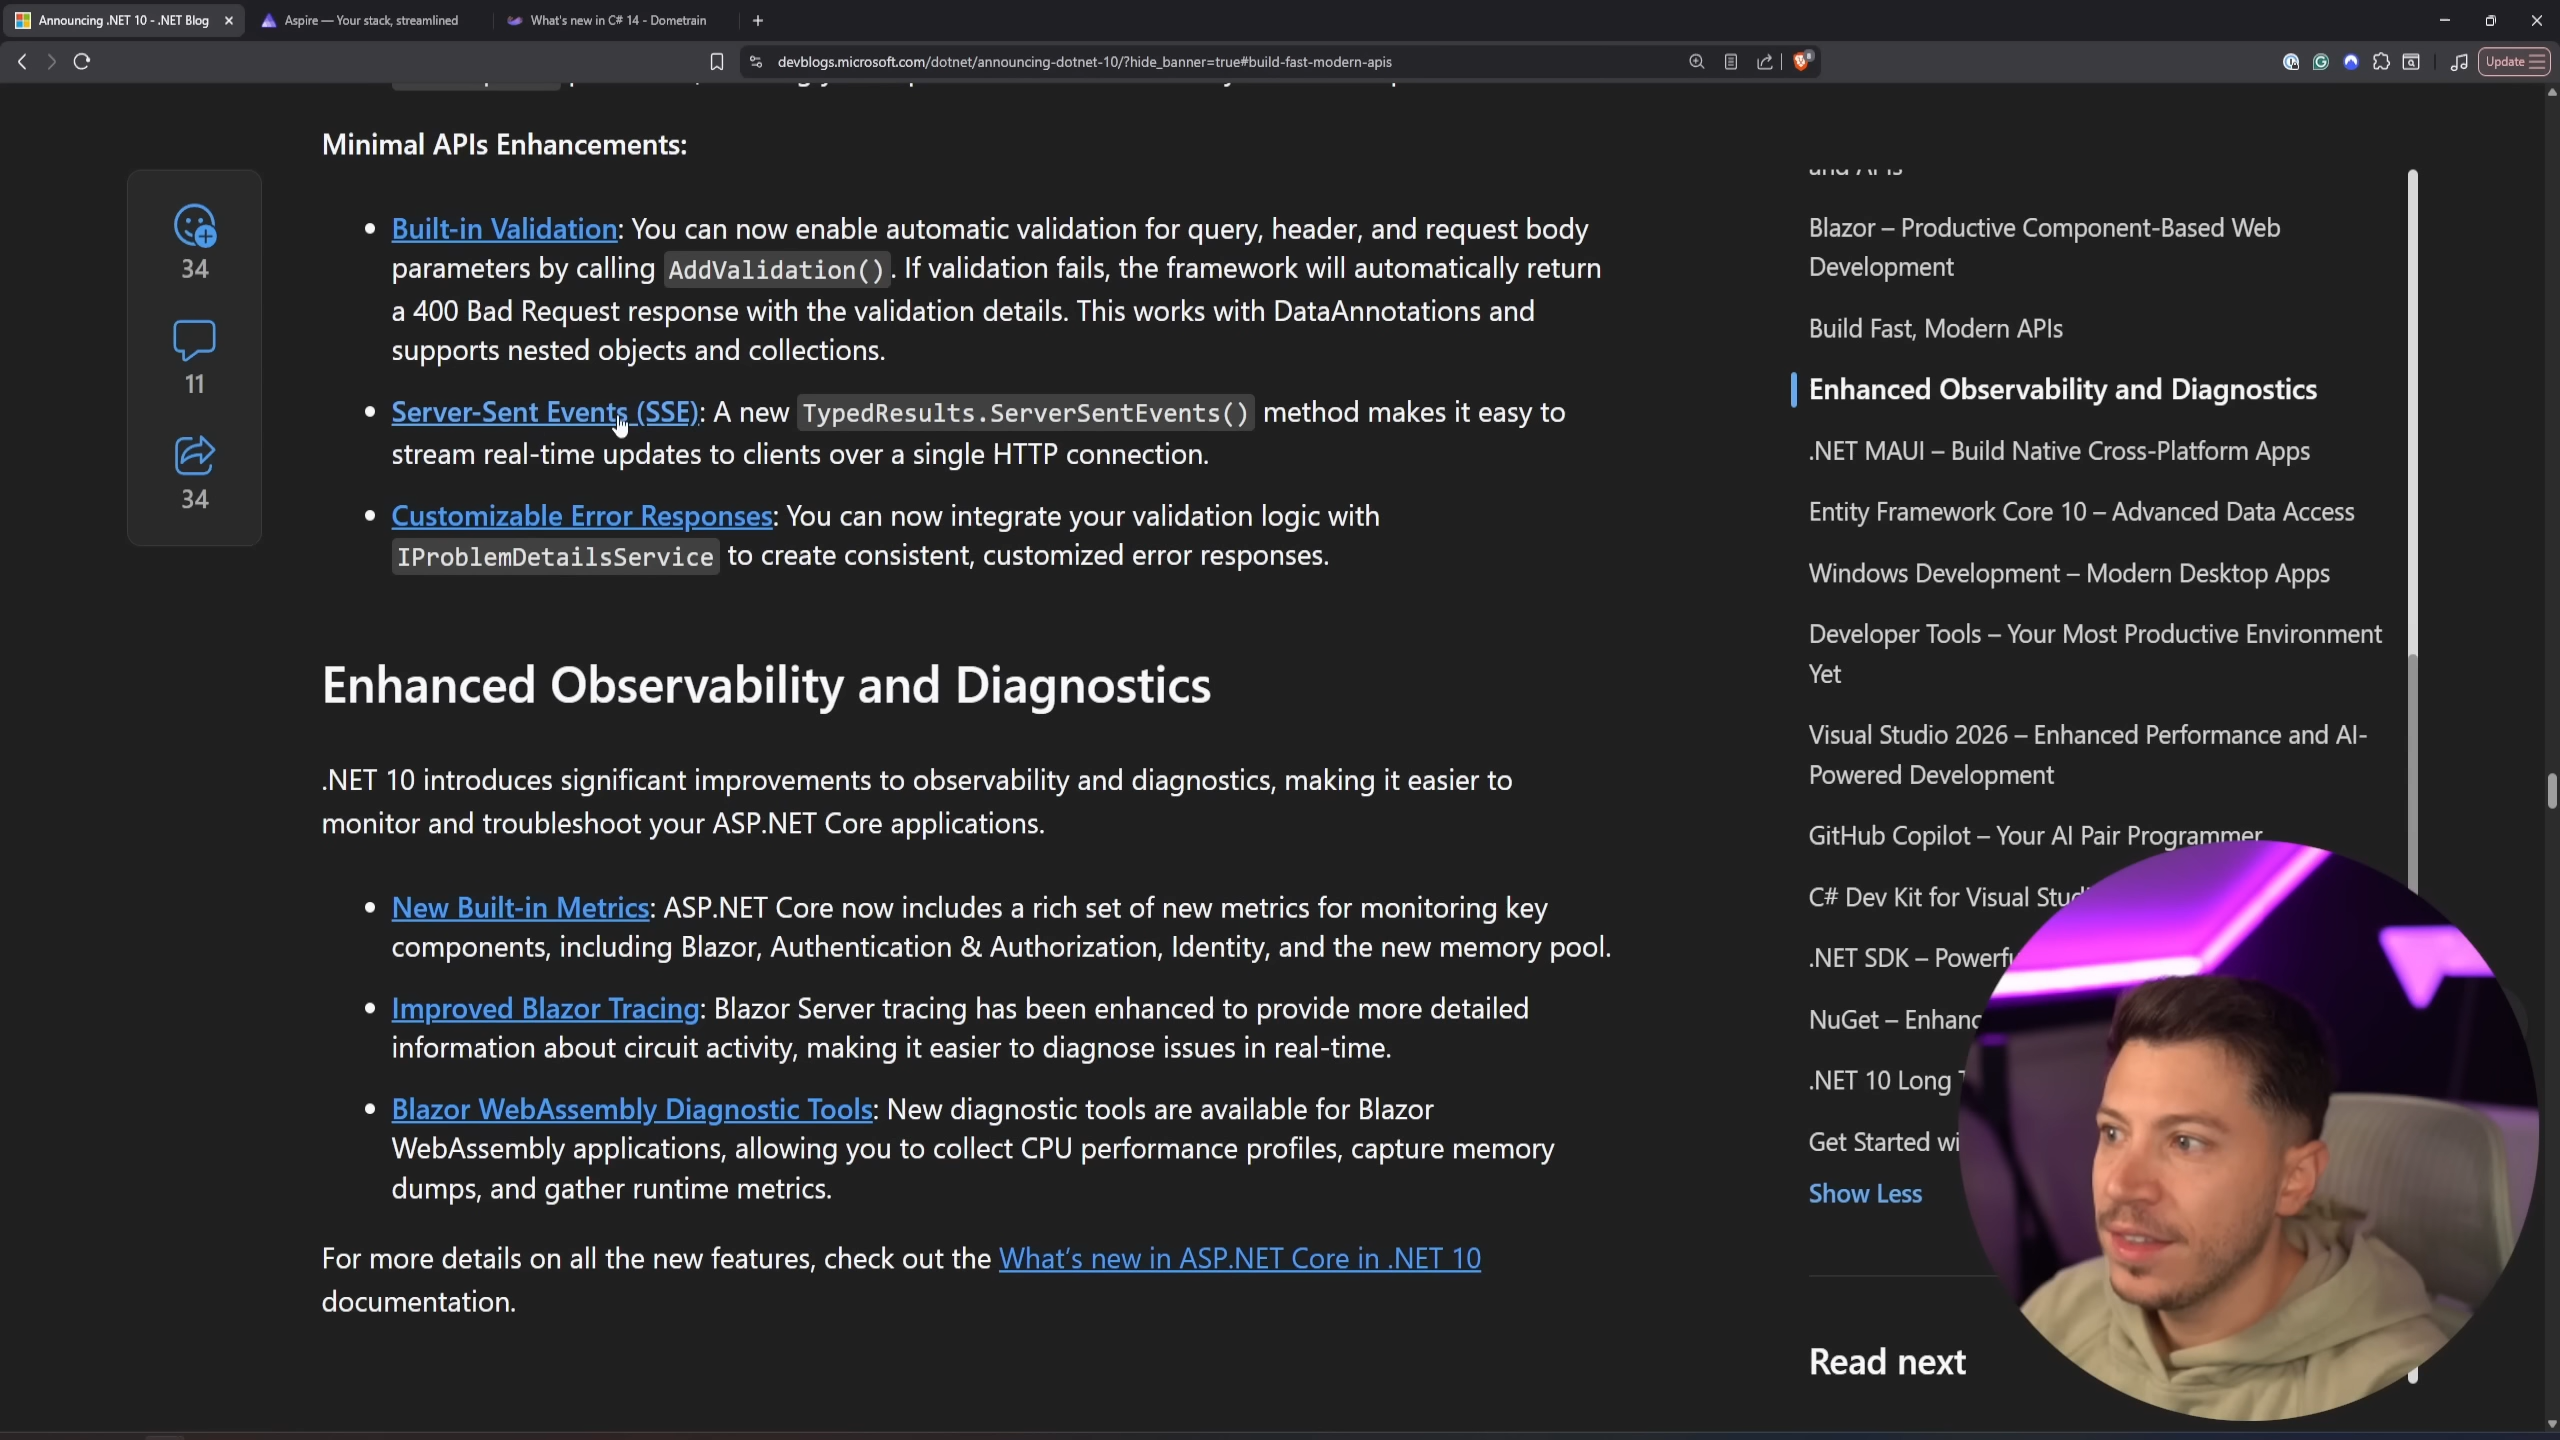 Announcing .NET 10 - .NET Blog
Aspire — Your stack, streamlined
What's new in C# 14 - Dometrain
devblogs.microsoft.com/dotnet/announcing-dotnet-10/?hide_banner=true#build-fast-modern-apis
Update
Minimal APIs Enhancements:
34
11
34
Built-in Validation: You can now enable automatic validation for query, header, and request body
parameters by calling AddValidation(). If validation fails, the framework will automatically return
a 400 Bad Request response with the validation details. This works with DataAnnotations and
supports nested objects and collections.
Server-Sent Events (SSE): A new TypedResults.ServerSentEvents() method makes it easy to
stream real-time updates to clients over a single HTTP connection.
Customizable Error Responses: You can now integrate your validation logic with
IProblemDetailsService to create consistent, customized error responses.
Enhanced Observability and Diagnostics
.NET 10 introduces significant improvements to observability and diagnostics, making it easier to
monitor and troubleshoot your ASP.NET Core applications.
New Built-in Metrics: ASP.NET Core now includes a rich set of new metrics for monitoring key
components, including Blazor, Authentication & Authorization, Identity, and the new memory pool.
Improved Blazor Tracing: Blazor Server tracing has been enhanced to provide more detailed
information about circuit activity, making it easier to diagnose issues in real-time.
Blazor WebAssembly Diagnostic Tools: New diagnostic tools are available for Blazor
WebAssembly applications, allowing you to collect CPU performance profiles, capture memory
dumps, and gather runtime metrics.
For more details on all the new features, check out the What's new in ASP.NET Core in .NET 10
documentation.
and APIs
Blazor – Productive Component-Based Web
Development
Build Fast, Modern APIs
Enhanced Observability and Diagnostics
.NET MAUI – Build Native Cross-Platform Apps
Entity Framework Core 10 – Advanced Data Access
Windows Development – Modern Desktop Apps
Developer Tools – Your Most Productive Environment
Yet
Visual Studio 2026 – Enhanced Performance and AI-
Powered Development
GitHub Copilot – Your AI Pair Programmer
C# Dev Kit for Visual
.NET SDK –
NuGet –
.NET 10 Long
Get Started
Show Less
Read next